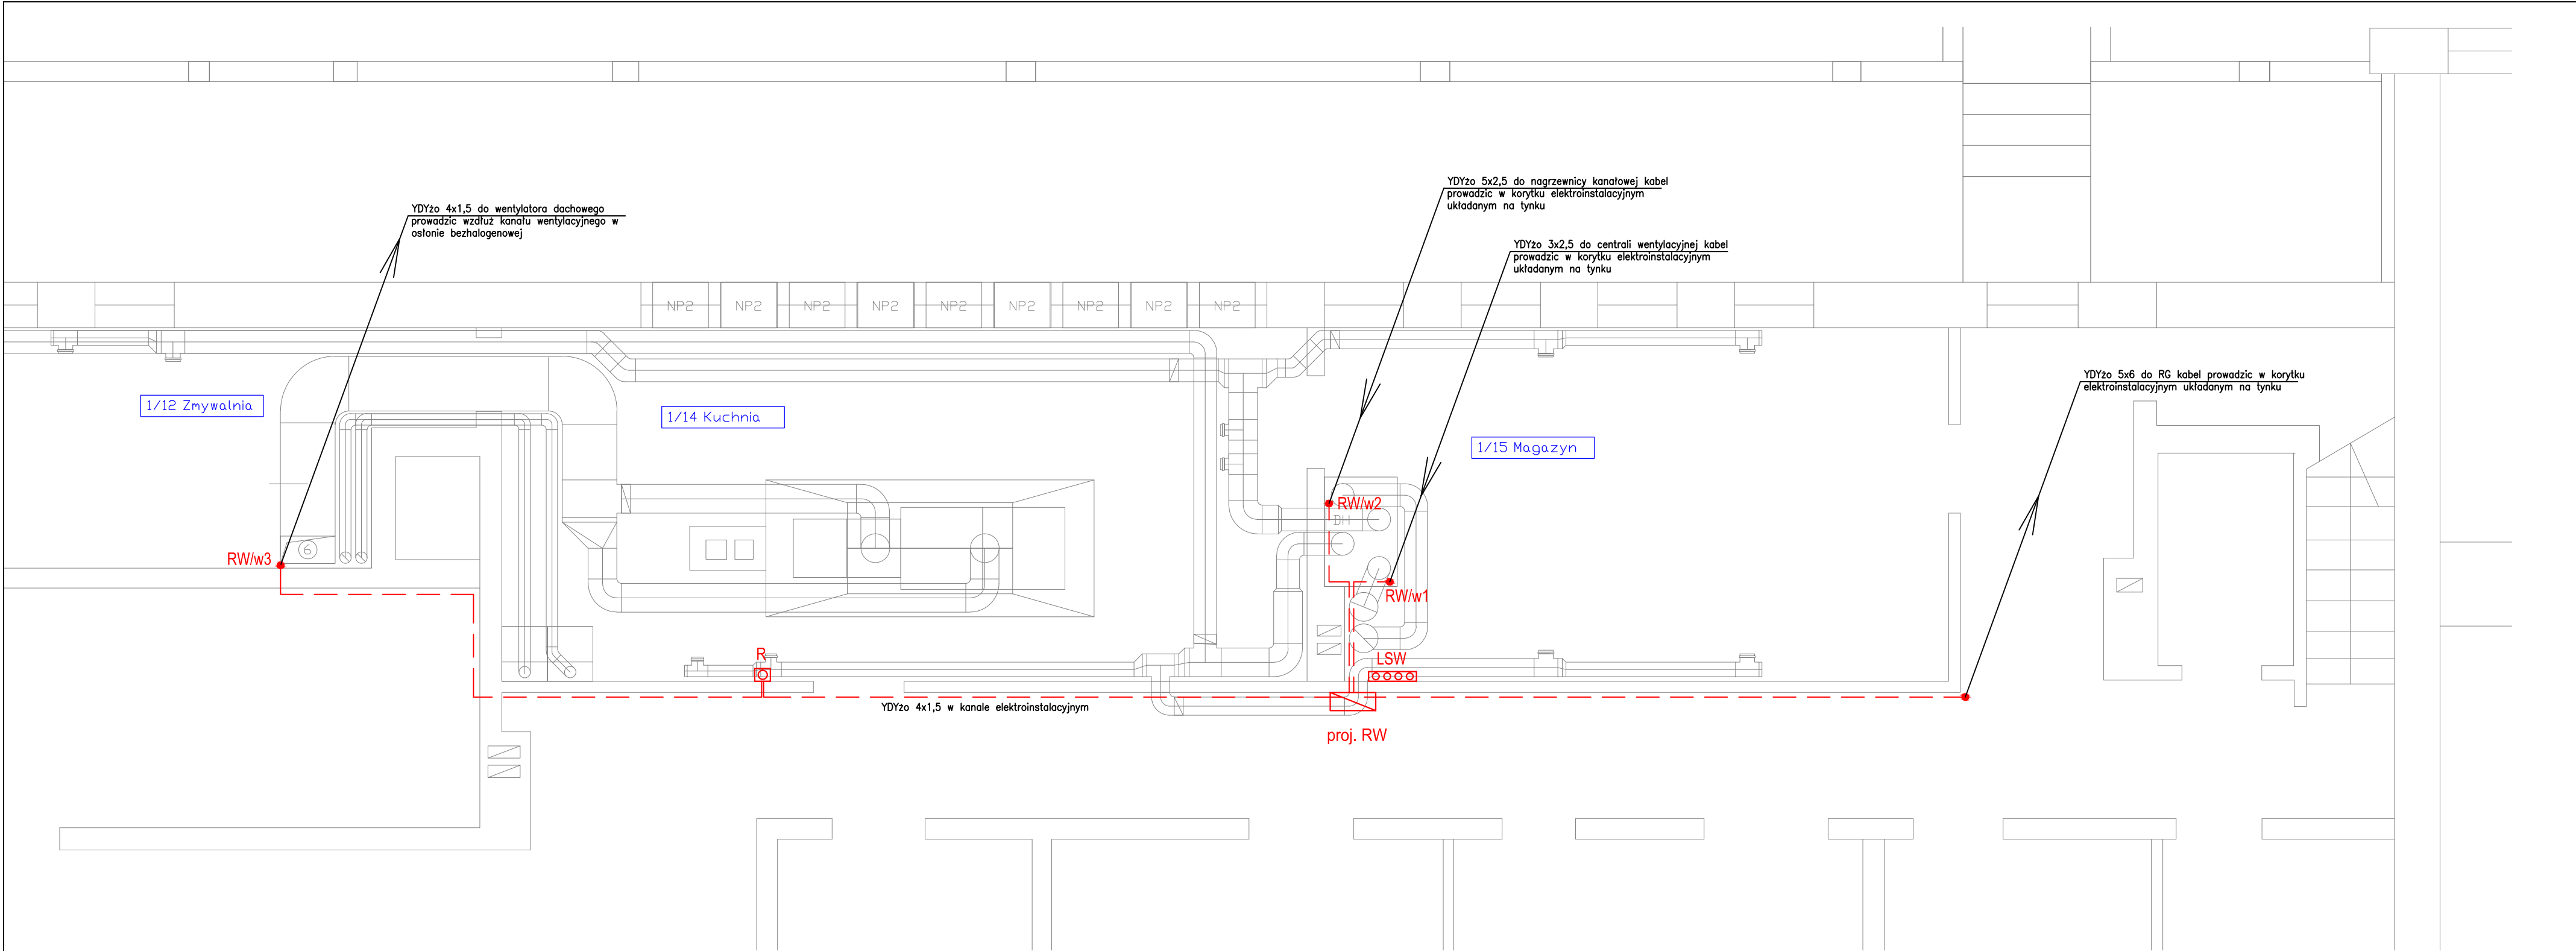 YDYżo 5x2,5 do nagrzewnicy kanałowej kabel
prowadzic w korytku elektroinstalacyjnym
układanym na tynku
YDYżo 4x1,5 do wentylatora dachowego
prowadzic wzdłuż kanału wentylacyjnego w
osłonie bezhalogenowej
YDYżo 3x2,5 do centrali wentylacyjnej kabel
prowadzic w korytku elektroinstalacyjnym
układanym na tynku
NP2 NP2 NP2 NP2 NP2 NP2 NP2 NP2 NP2
YDYżo 5x6 do RG kabel prowadzic w korytku
elektroinstalacyjnym układanym na tynku
1/12 Zmywalnia
1/14 Kuchnia
1/15 Magazyn
RW/w2
DH
6
RW/w3
RW/w1
R
LSW
YDYżo 4x1,5 w kanale elektroinstalacyjnym
proj. RW